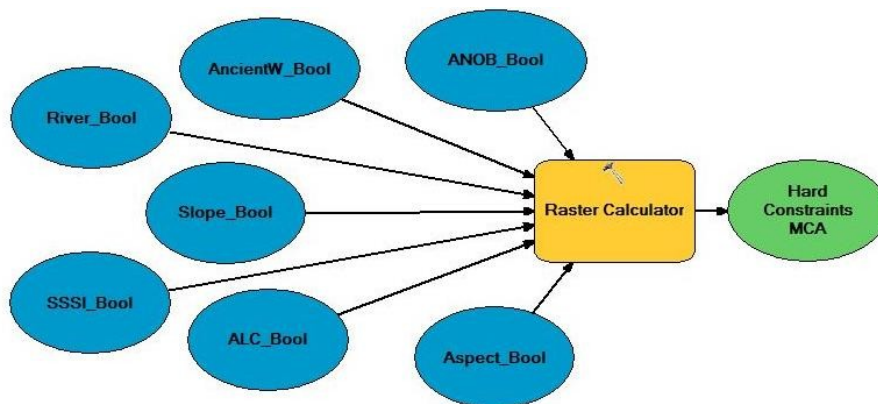 AncientW_Bool
ANOB_Bool
River_Bool
Slope_Bool
Raster Calculator
Hard
Constraints
MCA
SSSI_Bool
ALC_Bool
Aspect_Bool